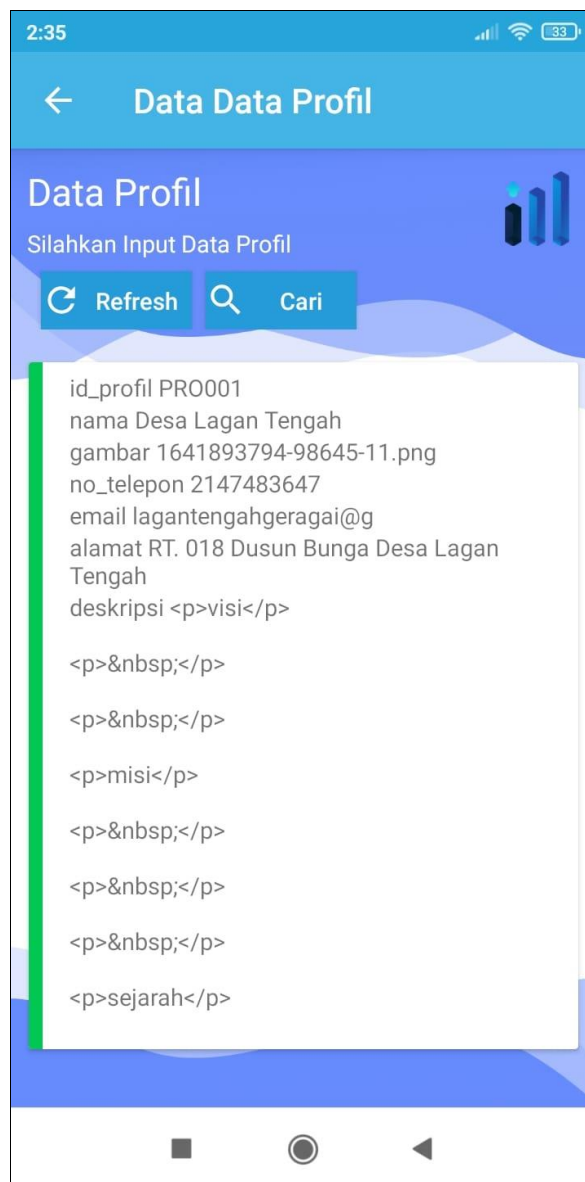 2:35
33
Data Data Profil
Data Profil
Silahkan Input Data Profil
Refresh
Cari
id_profil PRO001
nama Desa Lagan Tengah
gambar 1641893794-98645-11.png
no_telepon 2147483647
email lagantengahgeragai@g
alamat RT. 018 Dusun Bunga Desa Lagan
Tengah
deskripsi <p>visi</p>
<p>&nbsp;</p>
<p>&nbsp;</p>
<p>misi</p>
<p>&nbsp;</p>
<p>&nbsp;</p>
<p>&nbsp;</p>
<p>sejarah</p>